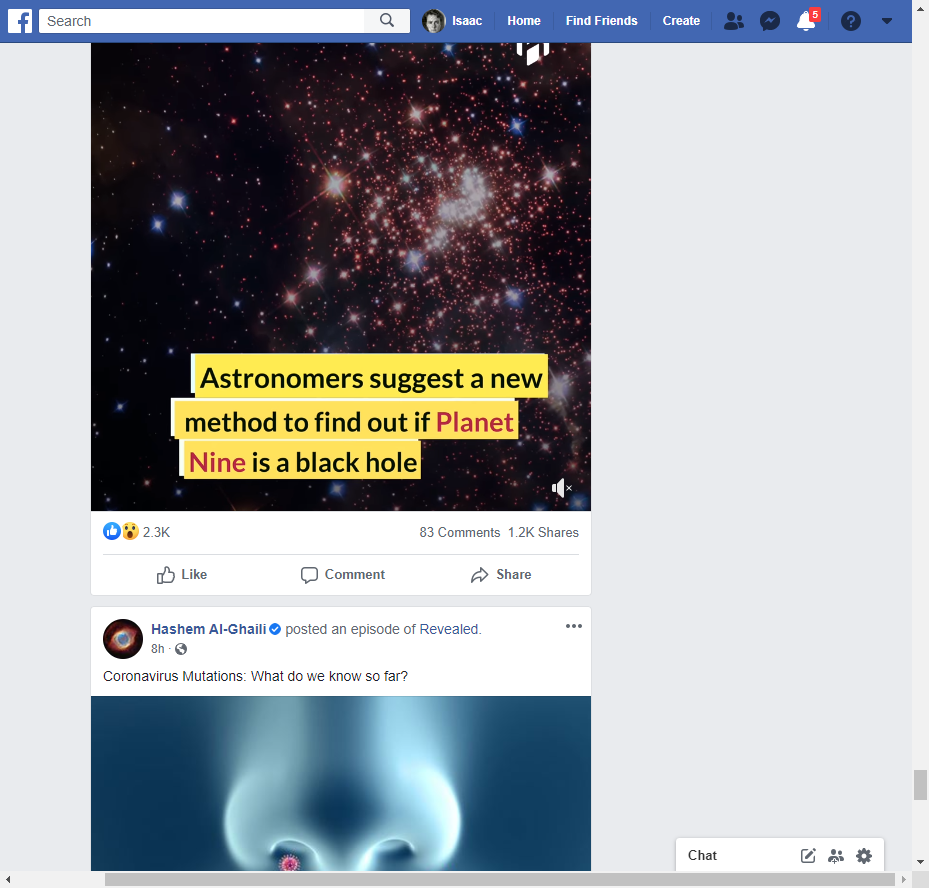 Search
Isaac
Home
Find Friends
Create
5
Astronomers suggest a new
method to find out if Planet
Nine is a black hole
2.3K
83 Comments 1.2K Shares
Like
Comment
Share
Hashem Al-Ghaili posted an episode of Revealed.
8h ·
Coronavirus Mutations: What do we know so far?
Chat